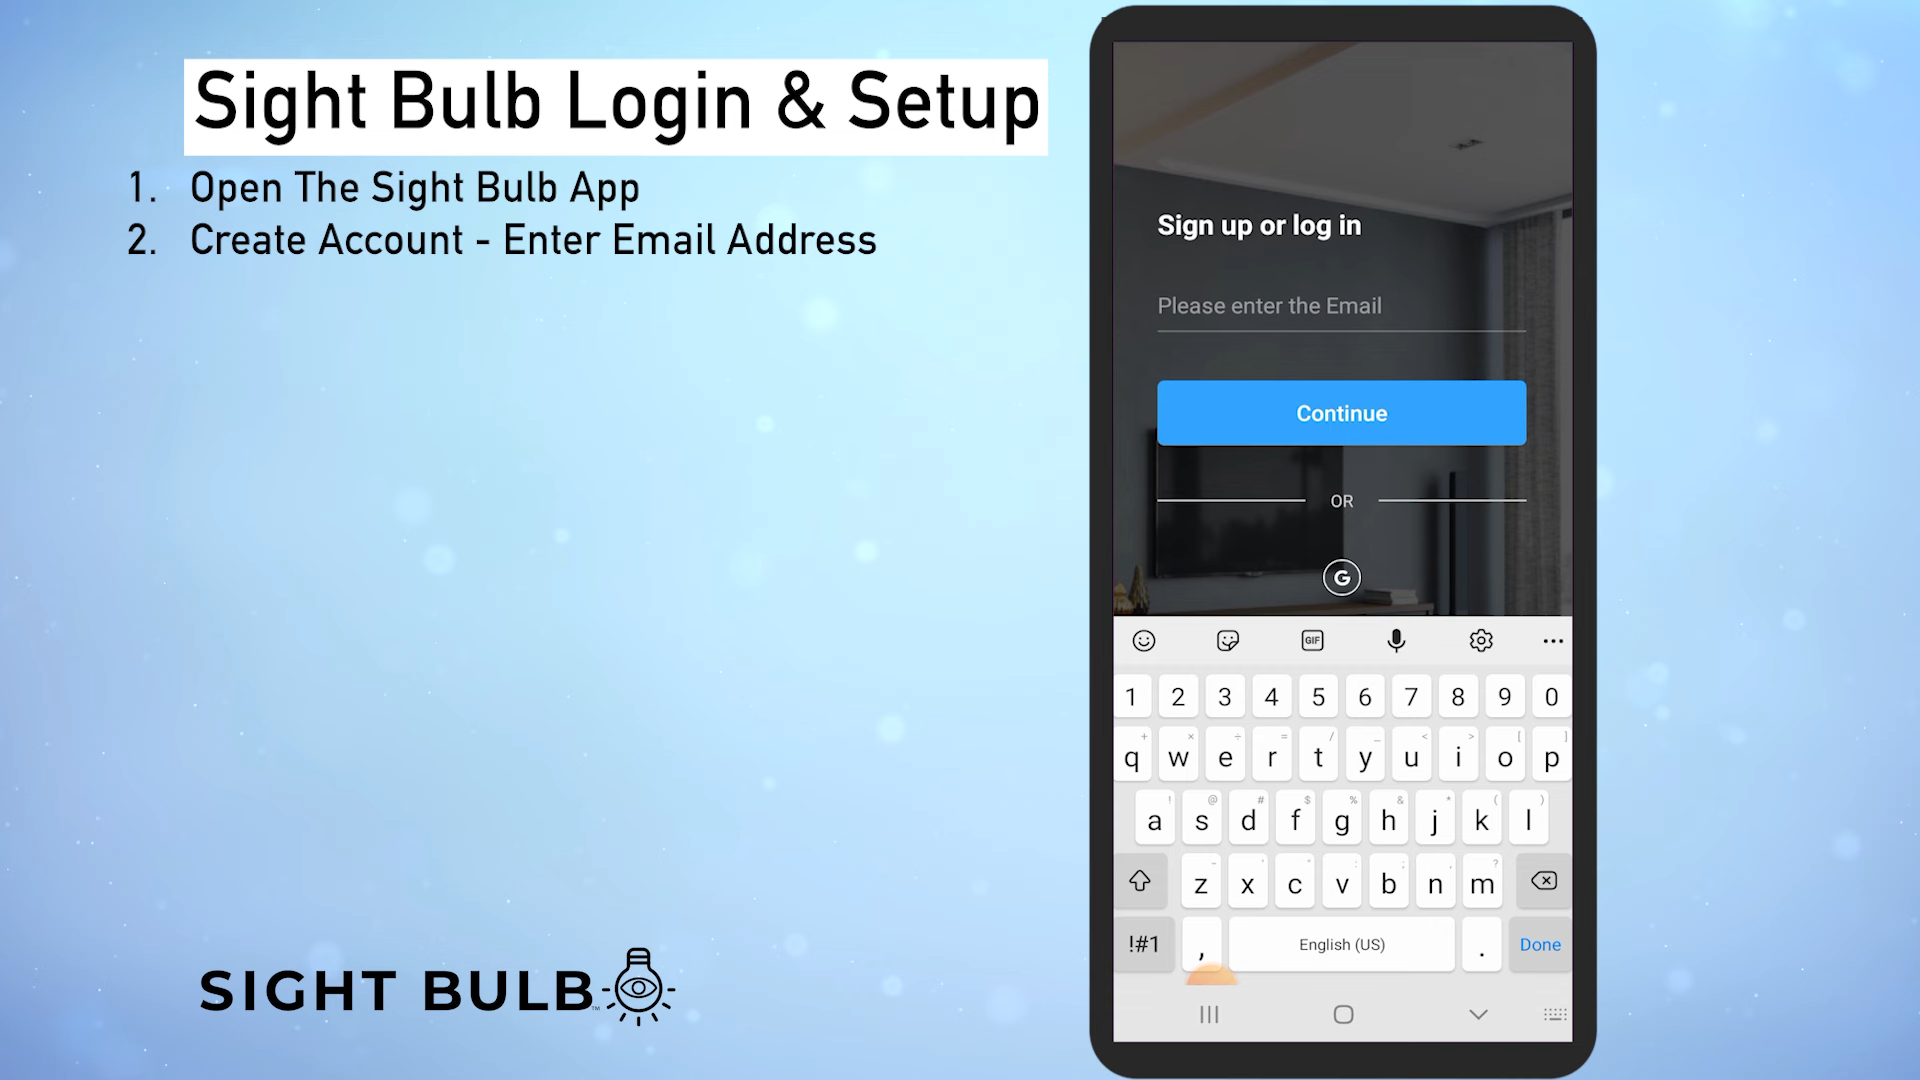 Sight Bulb Login & Setup
1. Open The Sight Bulb App
2. Create Account - Enter Email Address
SIGHT BULB™
Sign up or log in
Please enter the Email
Continue
OR
G
GIF
1 2 3 4 5 6 7 8 9 0
q w e r t y u i o p
a s d f g h j k l
z x c v b n m
!#1 , English (US) . Done